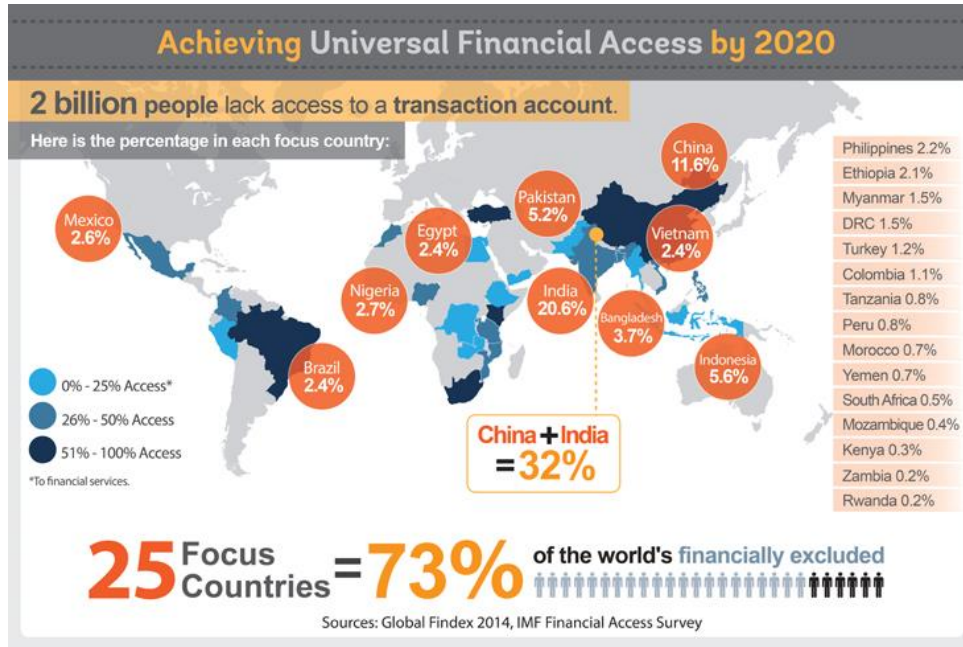 Achieving Universal Financial Access by 2020
2 billion people lack access to a transaction account.
Here is the percentage in each focus country:
China
11.6%
Pakistan
5.2%
Mexico
2.6%
Egypt
2.4%
Vietnam
2.4%
Nigeria
2.7%
India
20.6%
Bangladesh
3.7%
Brazil
2.4%
Indonesia
5.6%
0% - 25% Access*
26% - 50% Access
51% - 100% Access
*To financial services.
China + India
= 32%
Philippines 2.2%
Ethiopia 2.1%
Myanmar 1.5%
DRC 1.5%
Turkey 1.2%
Colombia 1.1%
Tanzania 0.8%
Peru 0.8%
Morocco 0.7%
Yemen 0.7%
South Africa 0.5%
Mozambique 0.4%
Kenya 0.3%
Zambia 0.2%
Rwanda 0.2%
25 Focus Countries = 73% of the world's financially excluded
Sources: Global Findex 2014, IMF Financial Access Survey